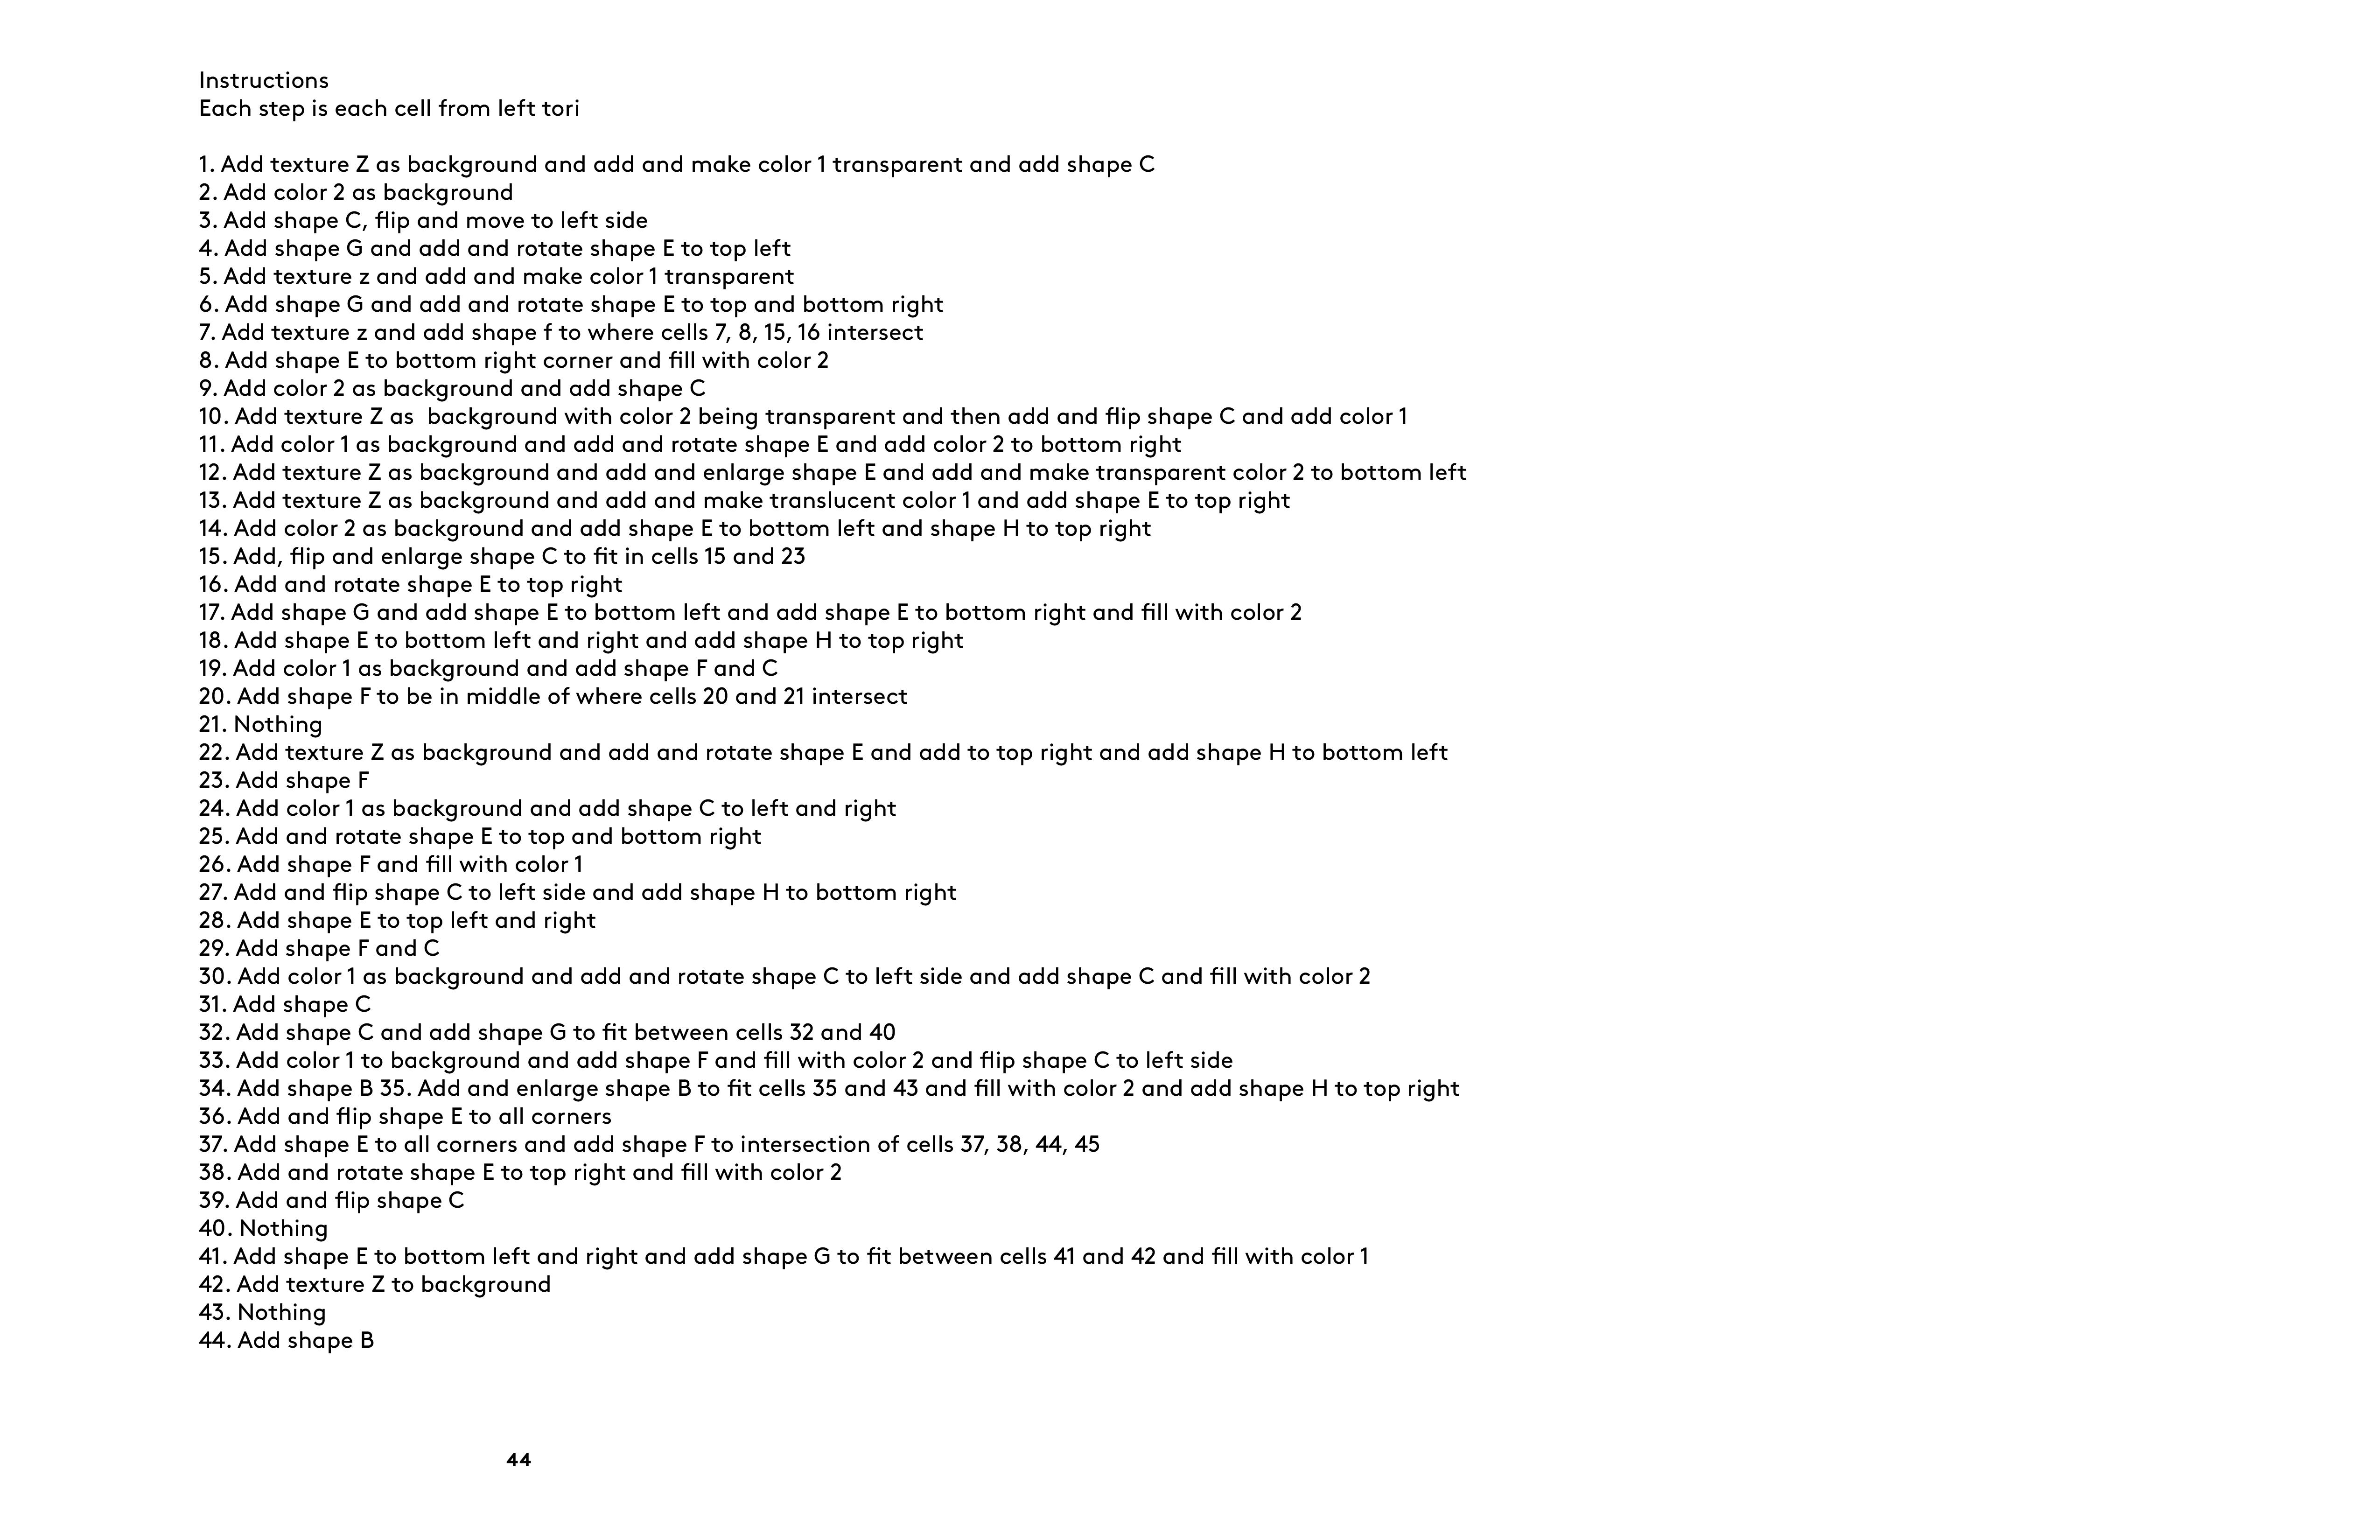 Instructions
Each step is each cell from left tori
1. Add texture Z as background and add and make color 1 transparent and add shape C
2. Add color 2 as background
3. Add shape C, flip and move to left side
4. Add shape G and add and rotate shape E to top left
5. Add texture z and add and make color 1 transparent
6. Add shape G and add and rotate shape E to top and bottom right
7. Add texture z and add shape f to where cells 7, 8, 15, 16 intersect
8. Add shape E to bottom right corner and fill with color 2
9. Add color 2 as background and add shape C
10. Add texture Z as  background with color 2 being transparent and then add and flip shape C and add color 1
11. Add color 1 as background and add and rotate shape E and add color 2 to bottom right
12. Add texture Z as background and add and enlarge shape E and add and make transparent color 2 to bottom left
13. Add texture Z as background and add and make translucent color 1 and add shape E to top right
14. Add color 2 as background and add shape E to bottom left and shape H to top right
15. Add, flip and enlarge shape C to fit in cells 15 and 23
16. Add and rotate shape E to top right
17. Add shape G and add shape E to bottom left and add shape E to bottom right and fill with color 2
18. Add shape E to bottom left and right and add shape H to top right
19. Add color 1 as background and add shape F and C
20. Add shape F to be in middle of where cells 20 and 21 intersect
21. Nothing
22. Add texture Z as background and add and rotate shape E and add to top right and add shape H to bottom left
23. Add shape F
24. Add color 1 as background and add shape C to left and right
25. Add and rotate shape E to top and bottom right
26. Add shape F and fill with color 1
27. Add and flip shape C to left side and add shape H to bottom right
28. Add shape E to top left and right
29. Add shape F and C
30. Add color 1 as background and add and rotate shape C to left side and add shape C and fill with color 2
31. Add shape C
32. Add shape C and add shape G to fit between cells 32 and 40
33. Add color 1 to background and add shape F and fill with color 2 and flip shape C to left side
34. Add shape B 35. Add and enlarge shape B to fit cells 35 and 43 and fill with color 2 and add shape H to top right
36. Add and flip shape E to all corners
37. Add shape E to all corners and add shape F to intersection of cells 37, 38, 44, 45
38. Add and rotate shape E to top right and fill with color 2
39. Add and flip shape C
40. Nothing
41. Add shape E to bottom left and right and add shape G to fit between cells 41 and 42 and fill with color 1
42. Add texture Z to background
43. Nothing
44. Add shape B
44